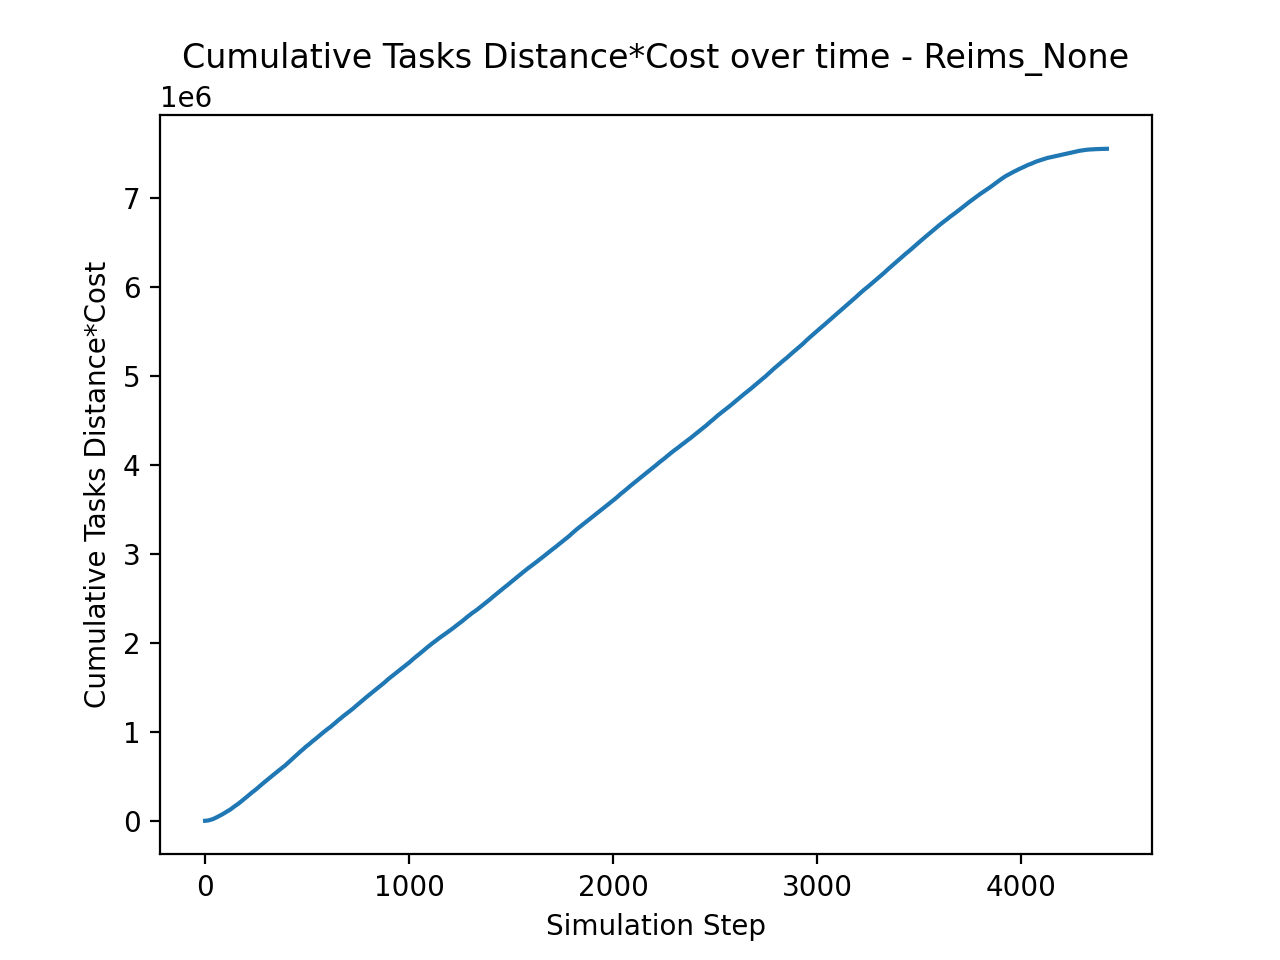 Cumulative Tasks Distance*Cost over time - Reims_None
1e6
7
6
5
4
3
2
1
0
Cumulative Tasks Distance*Cost
0 1000 2000 3000 4000
Simulation Step